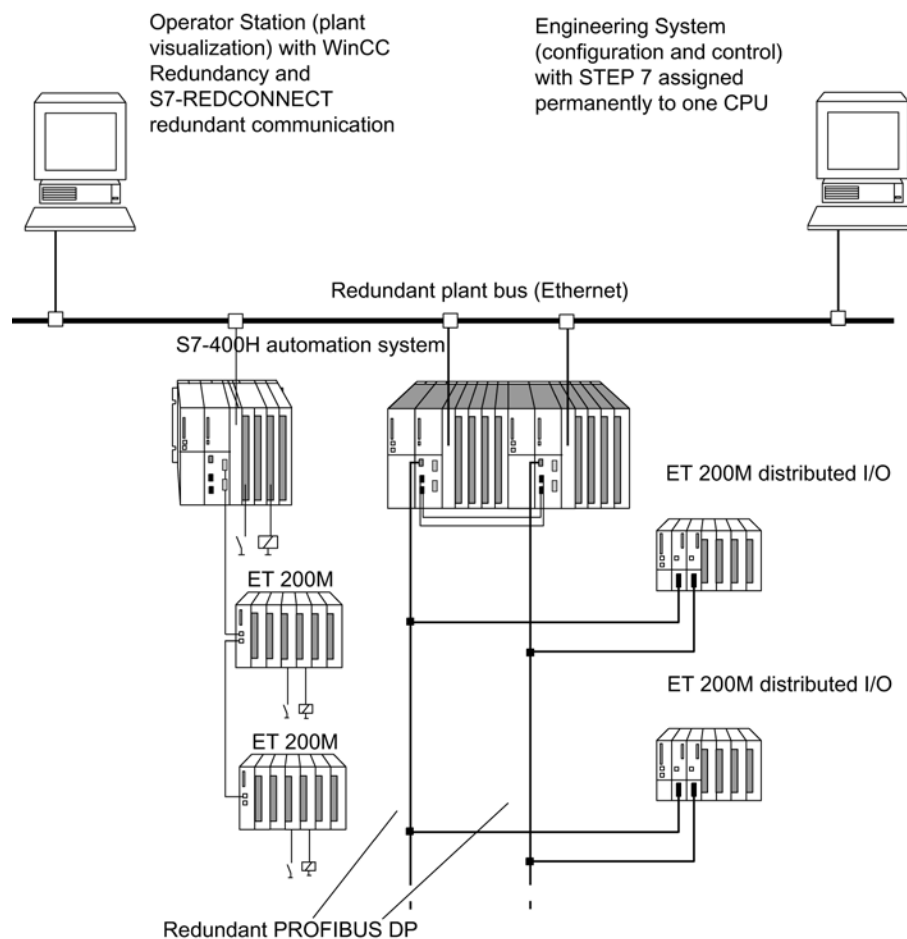 Operator Station (plant
visualization) with WinCC
Redundancy and
S7-REDCONNECT
redundant communication
Engineering System
(configuration and control)
with STEP 7 assigned
permanently to one CPU
Redundant plant bus (Ethernet)
S7-400H automation system
ET 200M distributed I/O
ET 200M
ET 200M distributed I/O
ET 200M
Redundant PROFIBUS DP